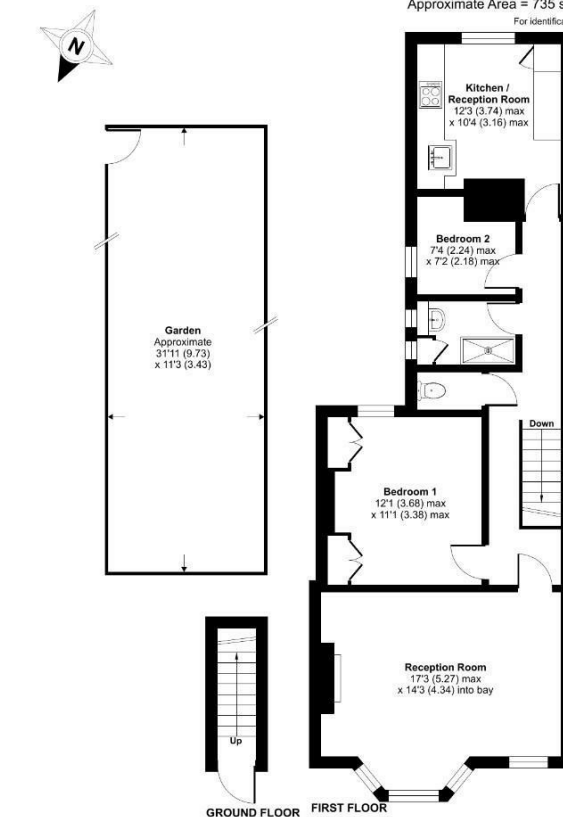 Approximate Area = 735 s
For identifica
N
Kitchen /
Reception Room
12'3 (3.74) max
x 10'4 (3.16) max
Bedroom 2
7'4 (2.24) max
x 7'2 (2.18) max
Garden
Approximate
31'11 (9.73)
x 11'3 (3.43)
Down
Bedroom 1
12'1 (3.68) max
x 11'1 (3.38) max
Reception Room
17'3 (5.27) max
x 14'3 (4.34) into bay
Up
GROUND FLOOR
FIRST FLOOR